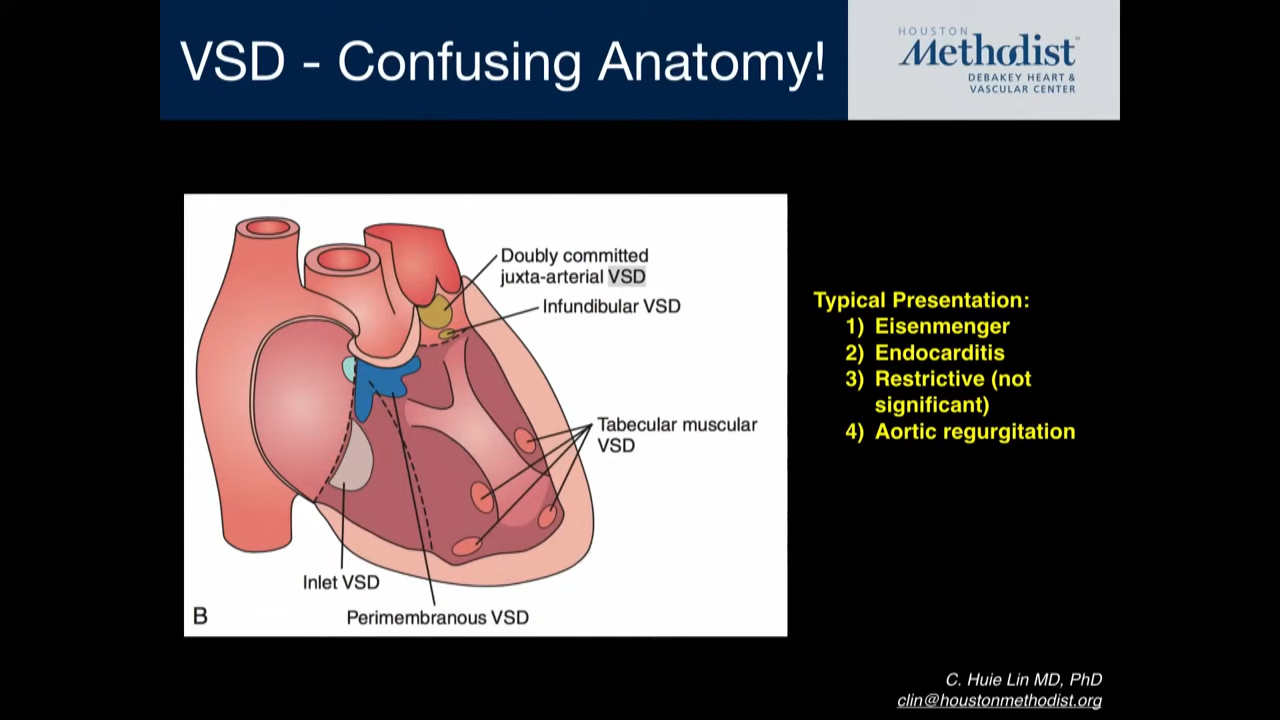 VSD - Confusing Anatomy!
HOUSTON
Methodist
DEBAKEY HEART &
VASCULAR CENTER
Doubly committed
juxta-arterial VSD
Infundibular VSD
Tabecular muscular
VSD
Inlet VSD
Perimembranous VSD
B
Typical Presentation:
1) Eisenmenger
2) Endocarditis
3) Restrictive (not
significant)
4) Aortic regurgitation
C. Huie Lin MD, PhD
clin@houstonmethodist.org